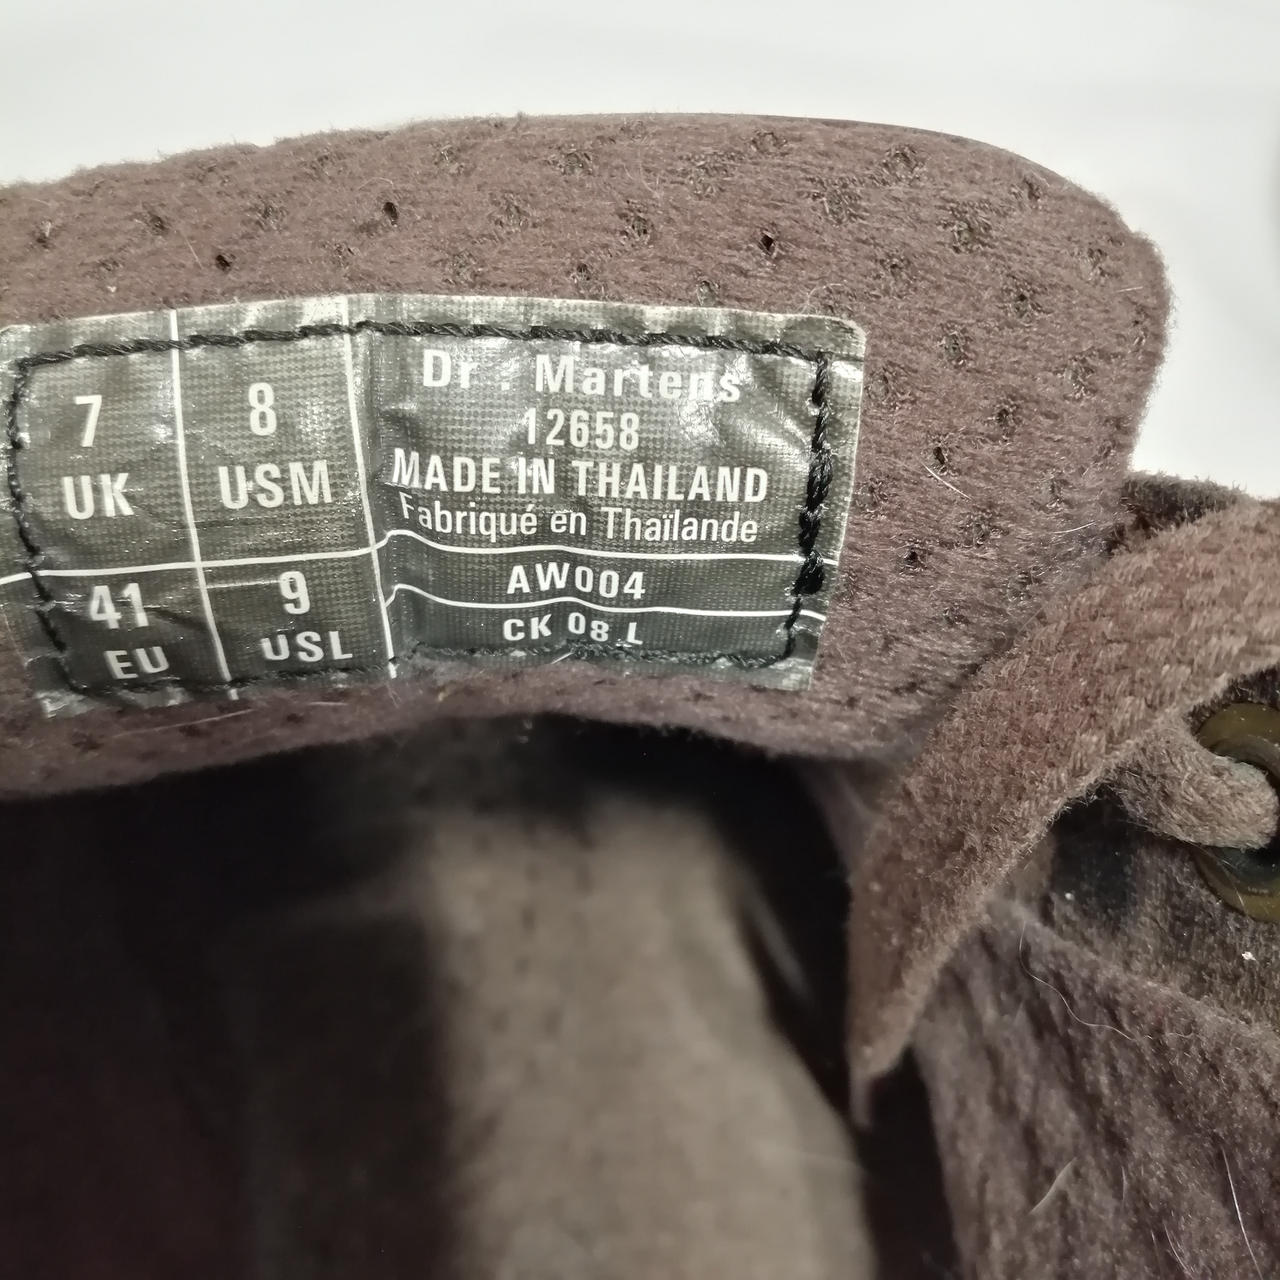 7
UK
8
USM
41
EU
9
USL
Dr. Martens
12658
MADE IN THAILAND
Fabriqué en Thaïlande
AW004
CK 08 L